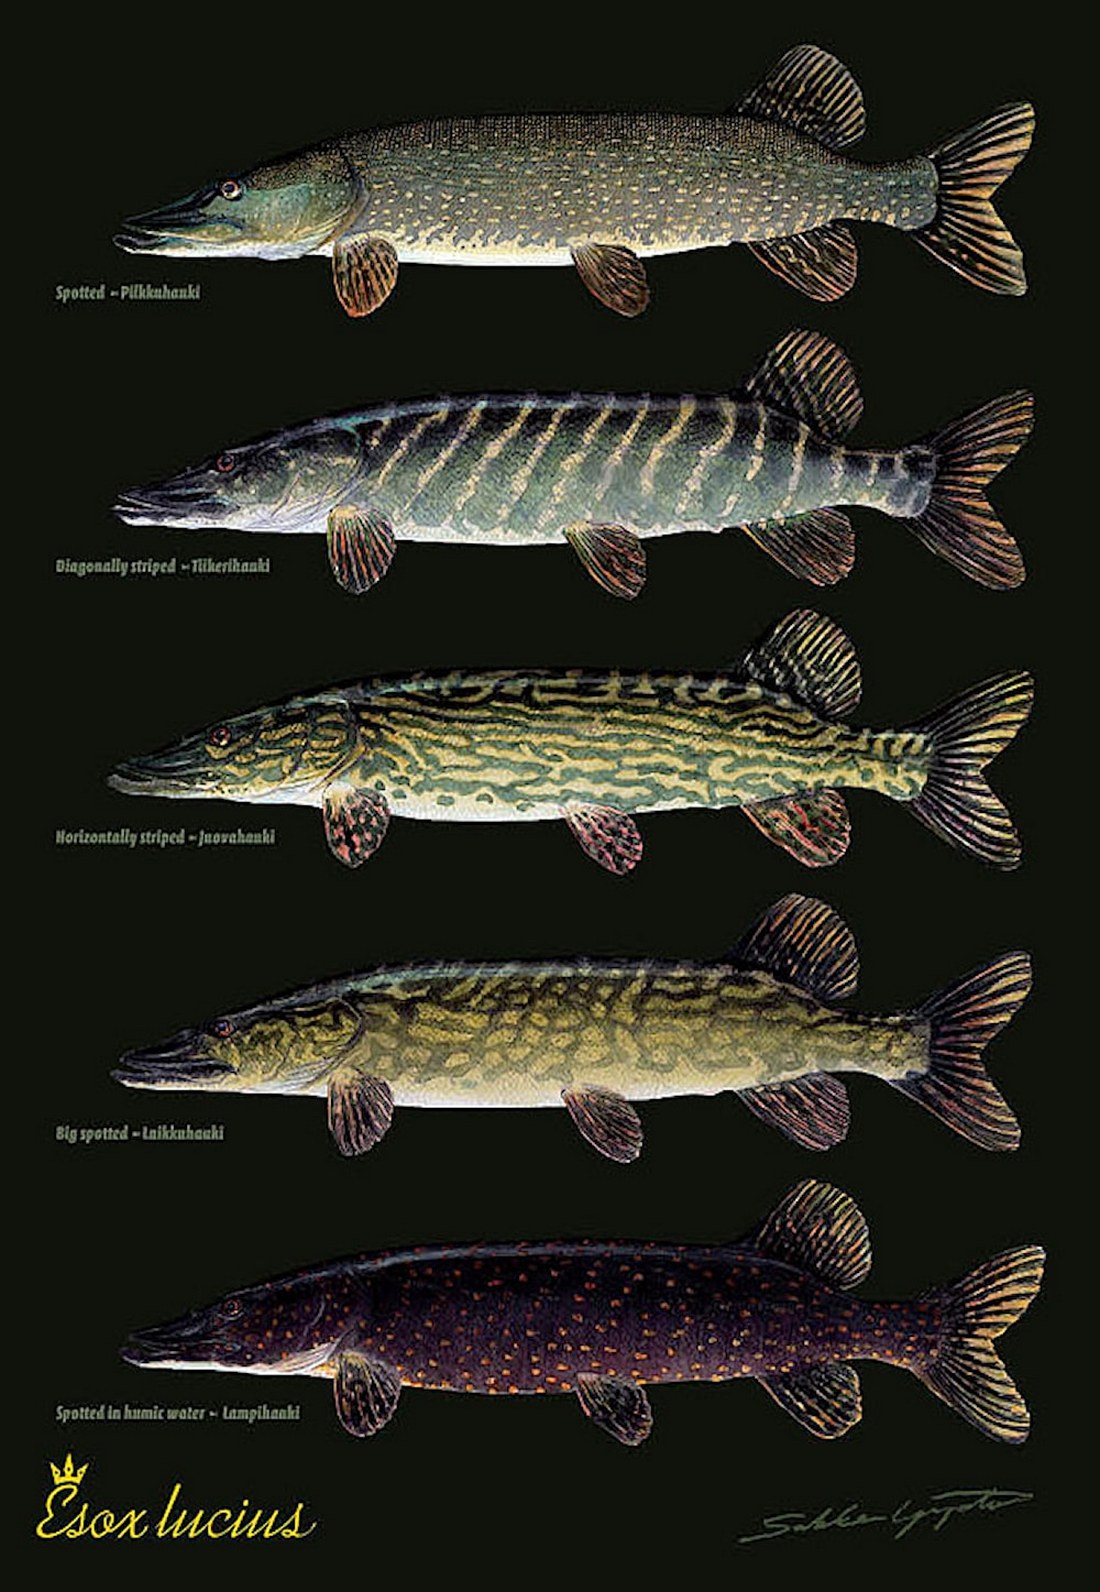 Spotted - Pilkkuhauki
Diagonally striped - Tiikerihauki
Horizontally striped - Juovahauki
Big spotted - Laikkuhauki
Spotted in humic water - Lampihauki
Esox lucius